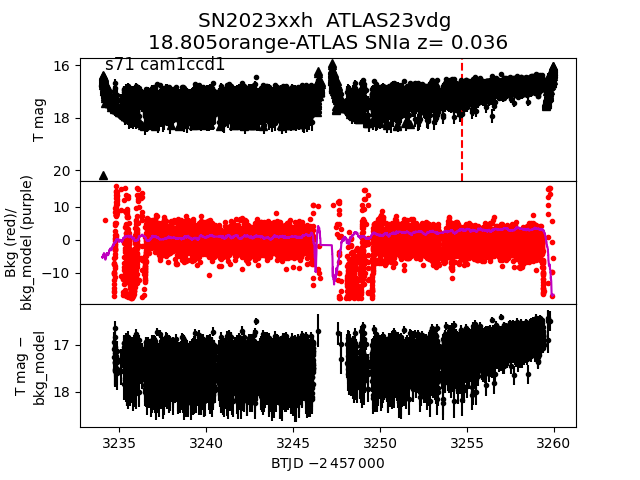 SN2023xxh ATLAS23vdg
18.805orange-ATLAS SNIa z= 0.036
s71 cam1ccd1
T mag
16
18
20
Bkg (red)/
bkg_model (purple)
10
0
−10
T mag −
bkg_model
17
18
3235 3240 3245 3250 3255 3260
BTJD −2 457 000